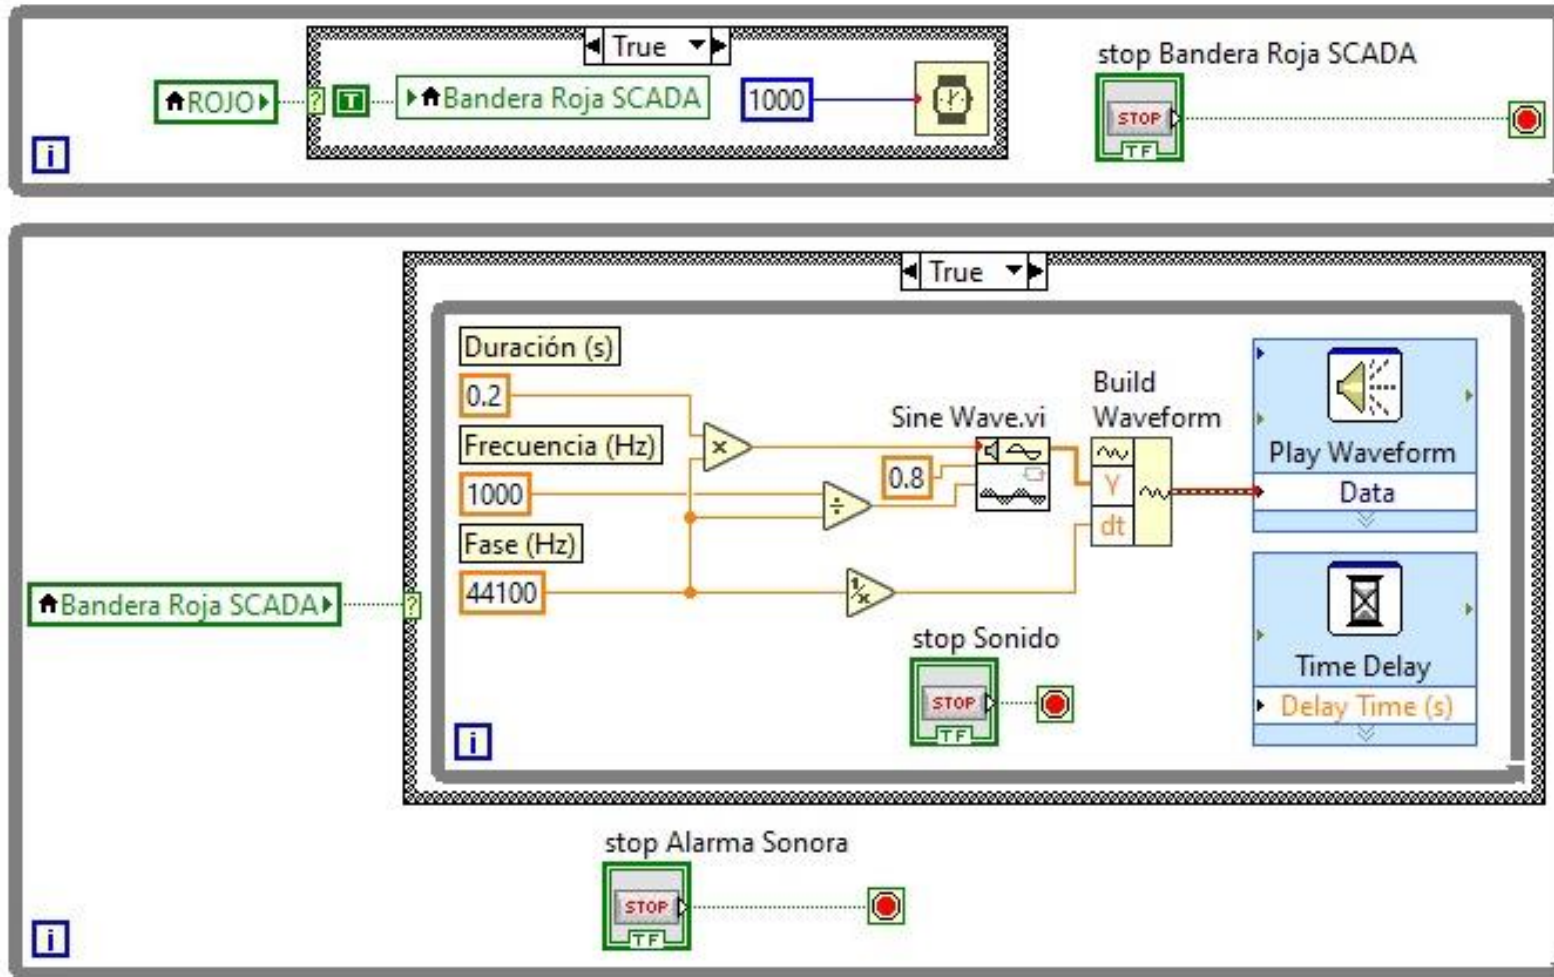 True
stop Bandera Roja SCADA
ROJO
?
T
Bandera Roja SCADA
1000
STOP
TF
i
True
Duración (s)
0.2
Build
Waveform
Sine Wave.vi
Frecuencia (Hz)
x
0.8
Play Waveform
1000
÷
Y
Data
Fase (Hz)
dt
44100
1/x
Bandera Roja SCADA
?
stop Sonido
Time Delay
STOP
TF
Delay Time (s)
i
stop Alarma Sonora
STOP
TF
i